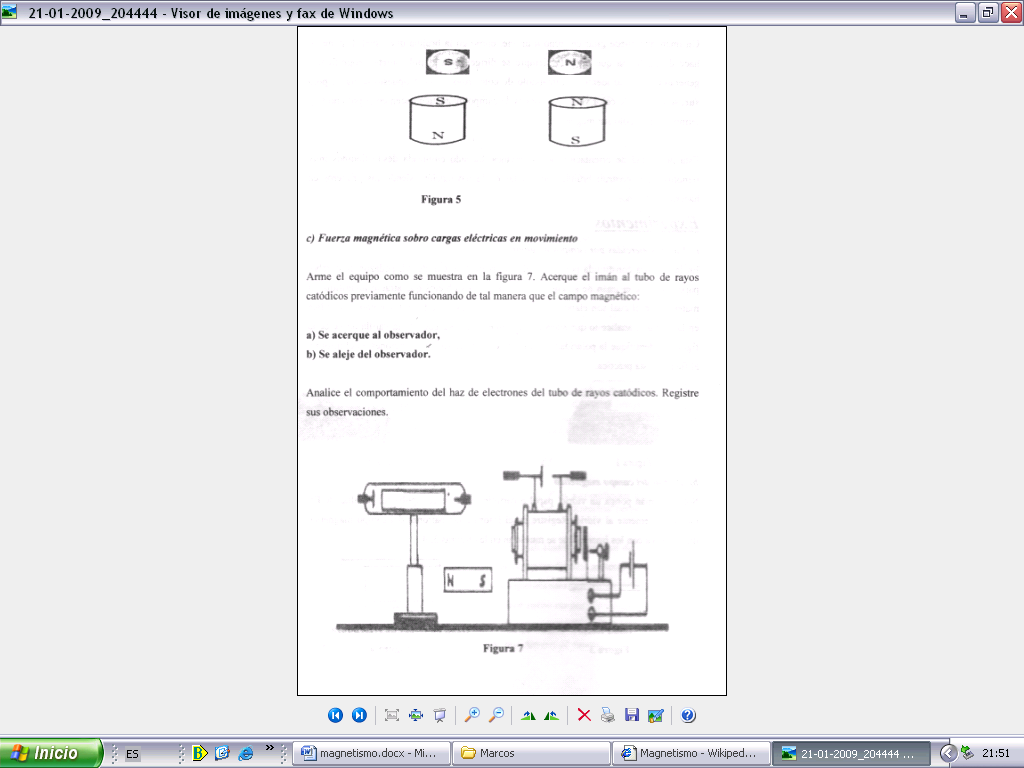 21-01-2009_204444 - Visor de imágenes y fax de Windows
S N
S N
N S
Figura 5
c) Fuerza magnética sobro cargas eléctricas en movimiento
Arme el equipo como se muestra en la figura 7. Acerque el imán al tubo de rayos
catódicos previamente funcionando de tal manera que el campo magnético:
a) Se acerque al observador,
b) Se aleje del observador.
Analice el comportamiento del haz de electrones del tubo de rayos catódicos. Registre
sus observaciones.
N S
Figura 7
Inicio ES magnetismo.docx - Mi... Marcos Magnetismo - Wikiped... 21-01-2009_204444 ... 21:51